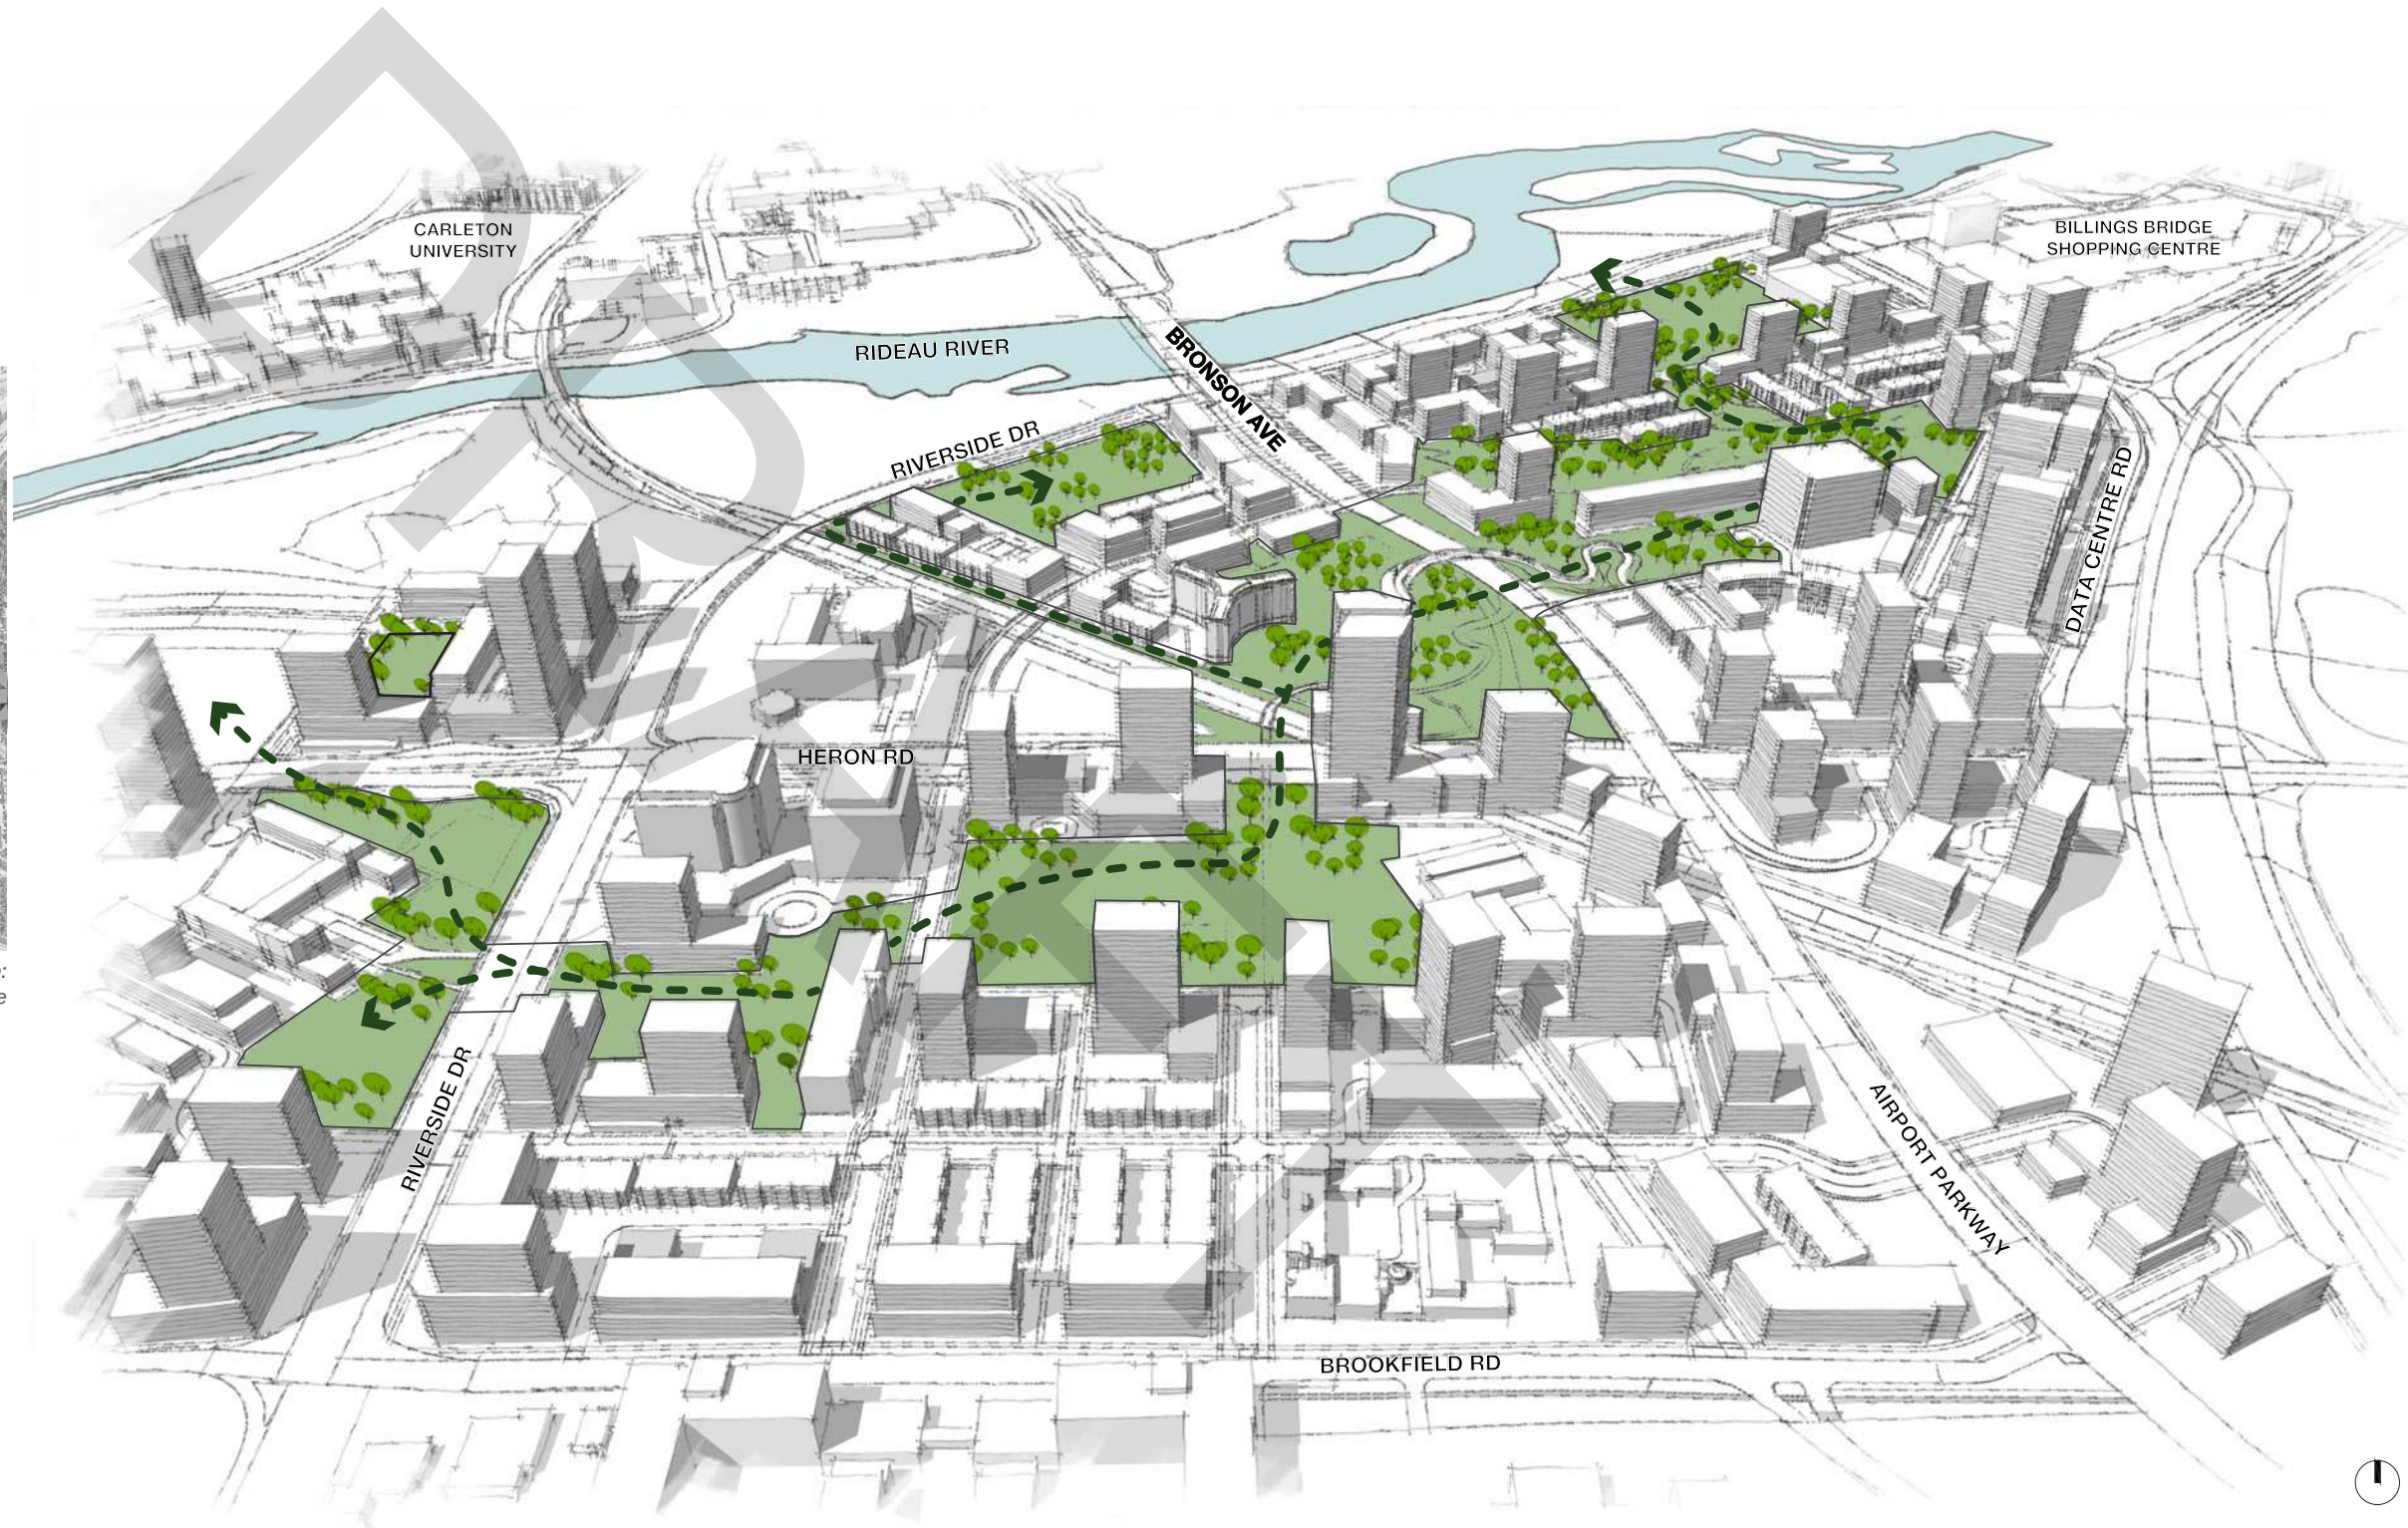 CARLETON
UNIVERSITY
BILLINGS BRIDGE
SHOPPING CENTRE
RIDEAU RIVER
BRONSON AVE
RIVERSIDE DR
DATA CENTRE RD
HERON RD
RIVERSIDE DR
AIRPORT PARKWAY
BROOKFIELD RD
DRAFT